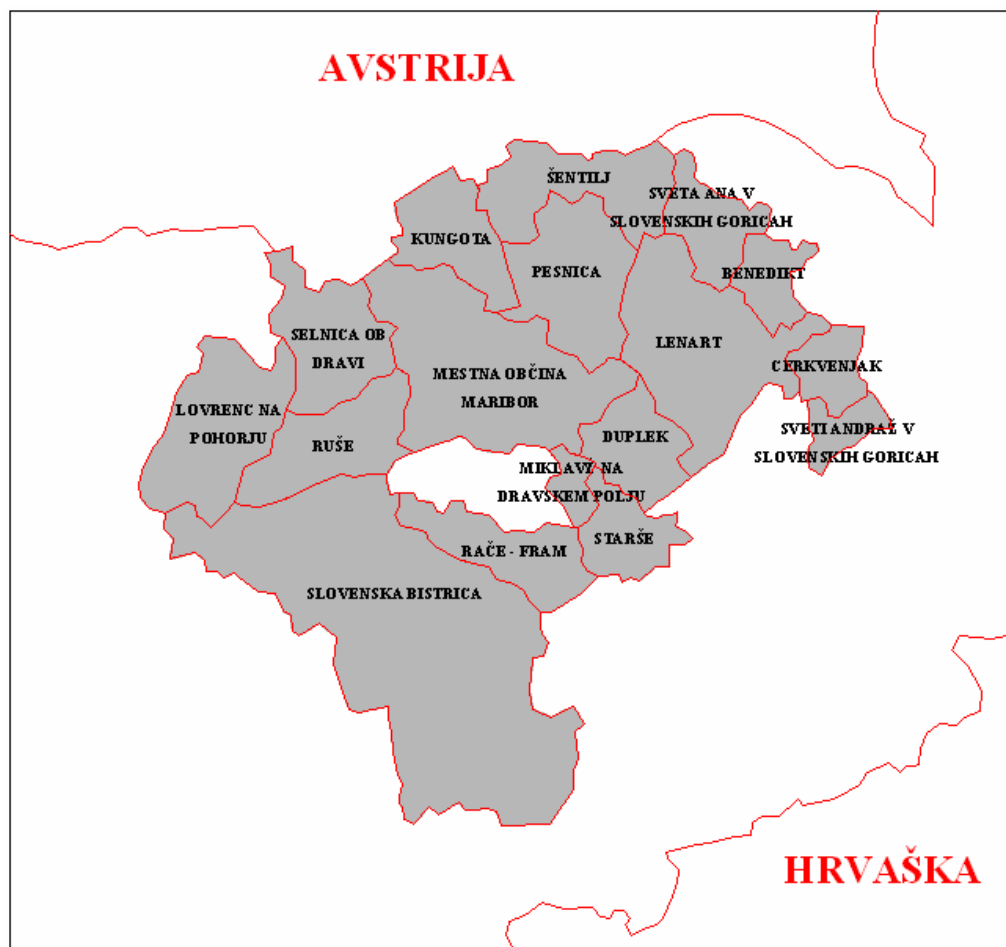 AVSTRIJA
ŠENTILJ
SVETA ANA V
SLOVENSKIH GORICAH
KUNGOTA
PESNICA
BENEDIKT
SELNICA OB
DRAVI
LENART
CERKVENJAK
MESTNA OBČINA
MARIBOR
LOVRENC NA
POHORJU
RUŠE
DUPLEK
SVETI ANDRAŽ V
SLOVENSKIH GORICAH
MIKLAVŽ NA
DRAVSKEM POLJU
STARŠE
RAČE - FRAM
SLOVENSKA BISTRICA
HRVAŠKA